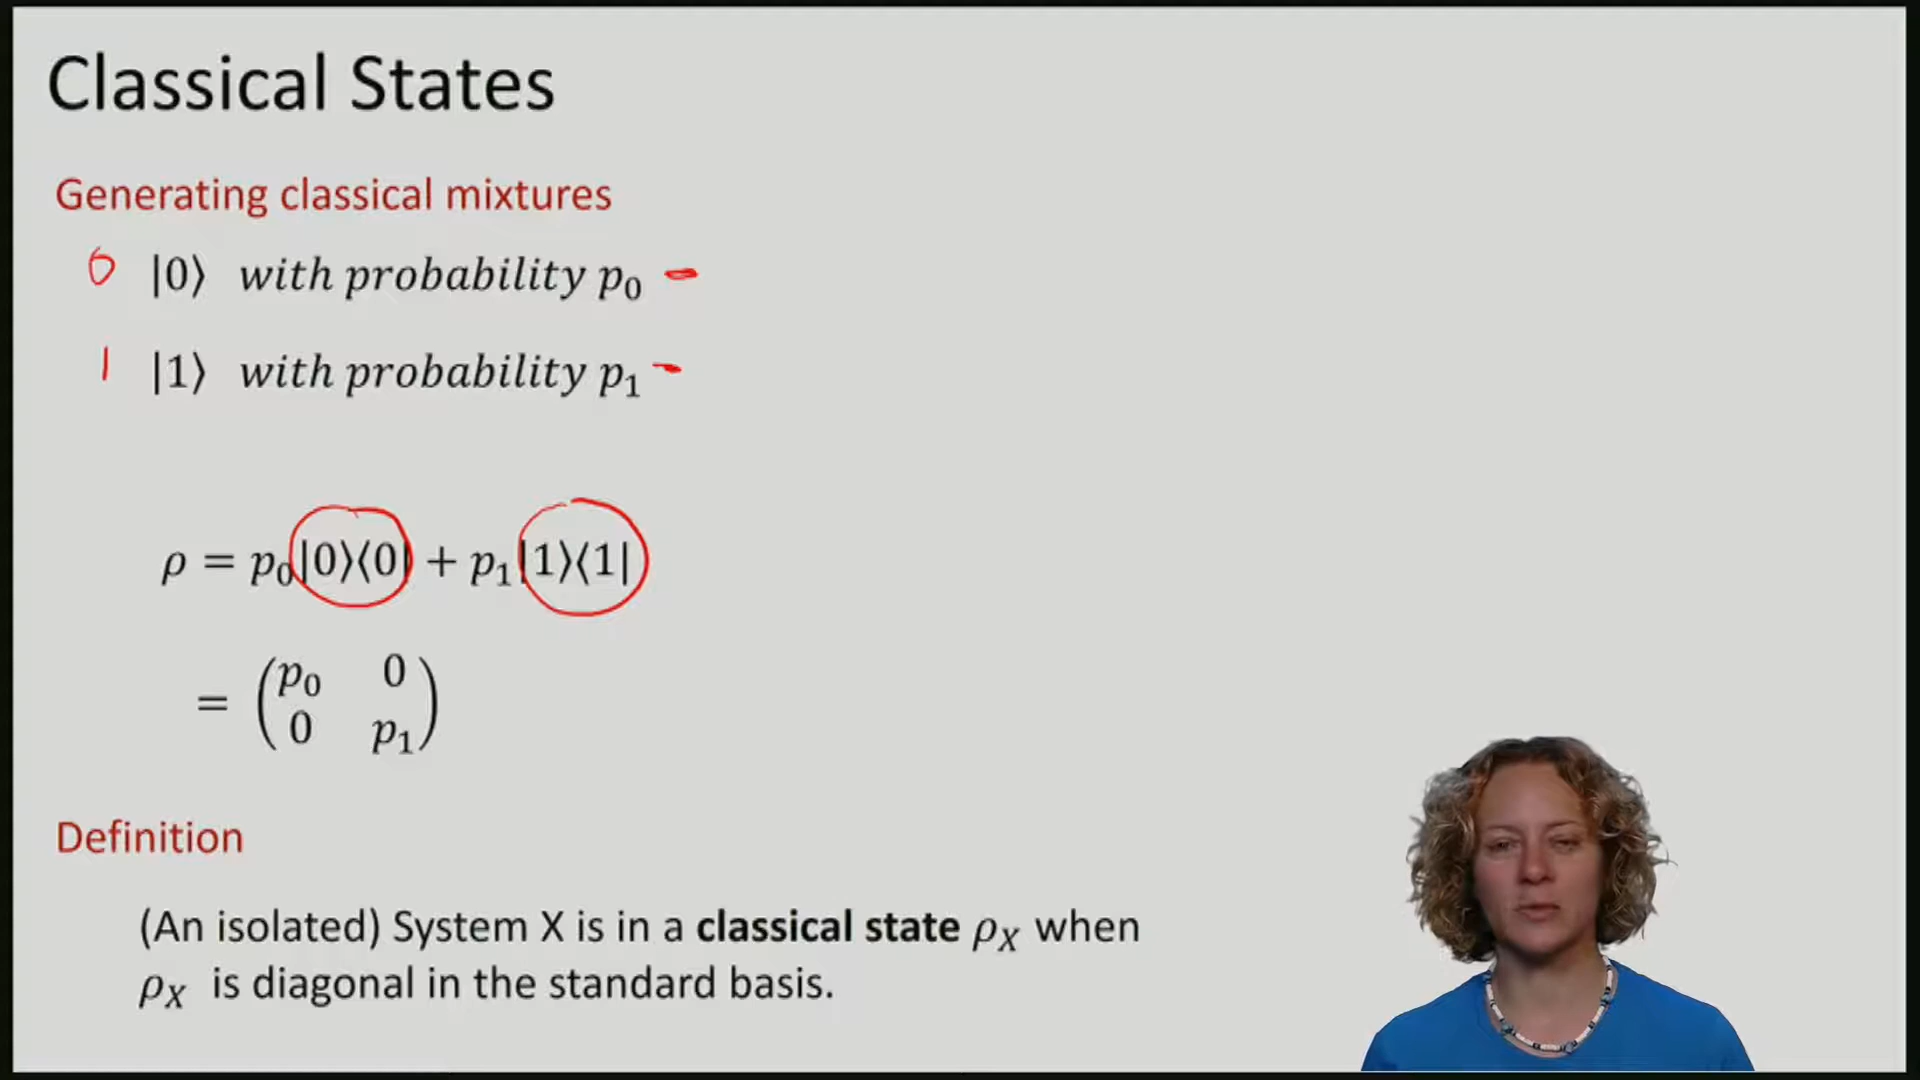 Classical States
Generating classical mixtures
0 |0⟩ with probability p₀ –
1 |1⟩ with probability p₁ –
ρ = p₀|0⟩⟨0| + p₁|1⟩⟨1|
= (p₀ 0
0 p₁)
Definition
(An isolated) System X is in a classical state ρ_X when
ρ_X is diagonal in the standard basis.